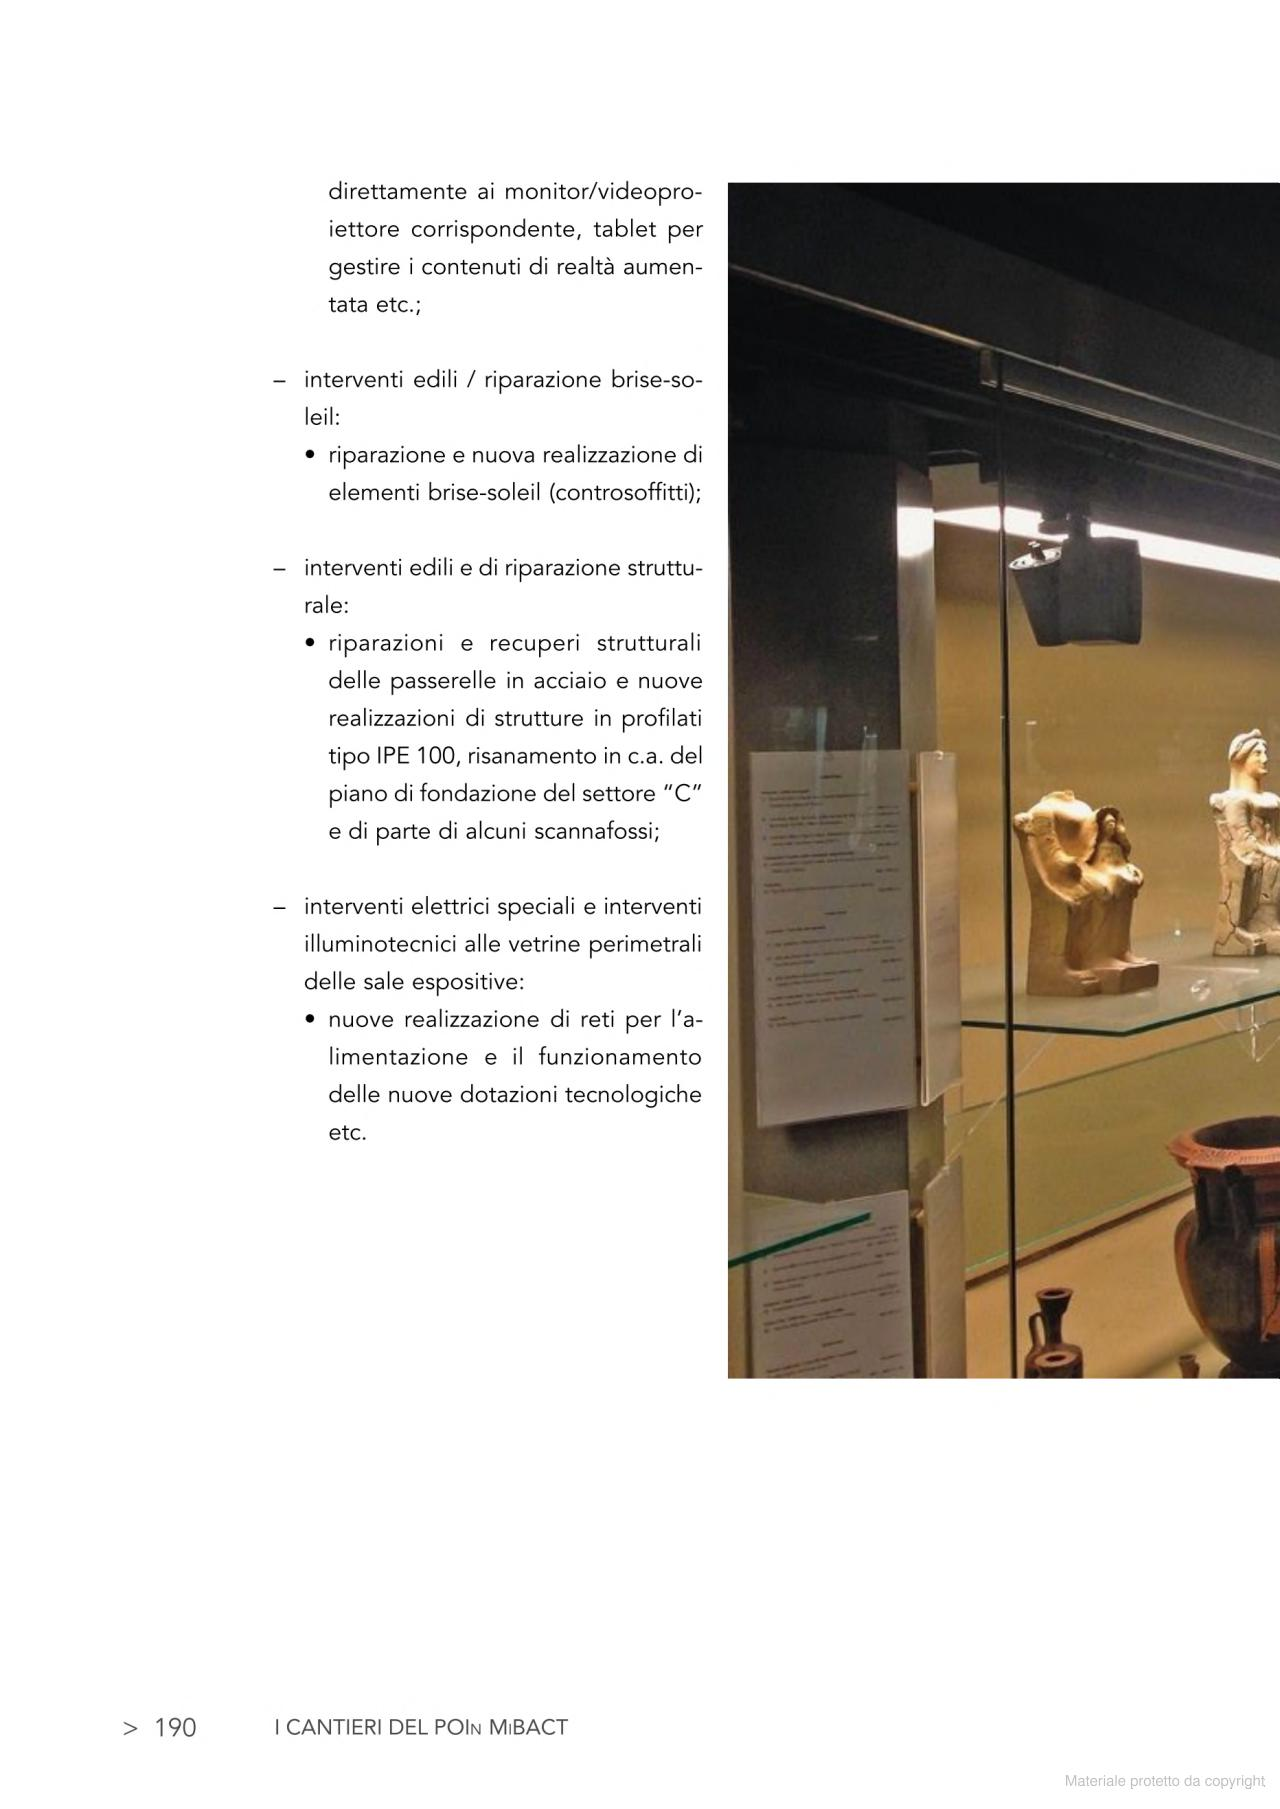 direttamente ai monitor/videopro-
iettore corrispondente, tablet per
gestire i contenuti di realtà aumen-
tata etc.;
– interventi edili / riparazione brise-so-
leil:
• riparazione e nuova realizzazione di
elementi brise-soleil (controsoffitti);
– interventi edili e di riparazione struttu-
rale:
• riparazioni e recuperi strutturali
delle passerelle in acciaio e nuove
realizzazioni di strutture in profilati
tipo IPE 100, risanamento in c.a. del
piano di fondazione del settore “C”
e di parte di alcuni scannafossi;
– interventi elettrici speciali e interventi
illuminotecnici alle vetrine perimetrali
delle sale espositive:
• nuove realizzazione di reti per l’a-
limentazione e il funzionamento
delle nuove dotazioni tecnologiche
etc.
> 190 I CANTIERI DEL POIN MIBACT
Materiale protetto da copyright